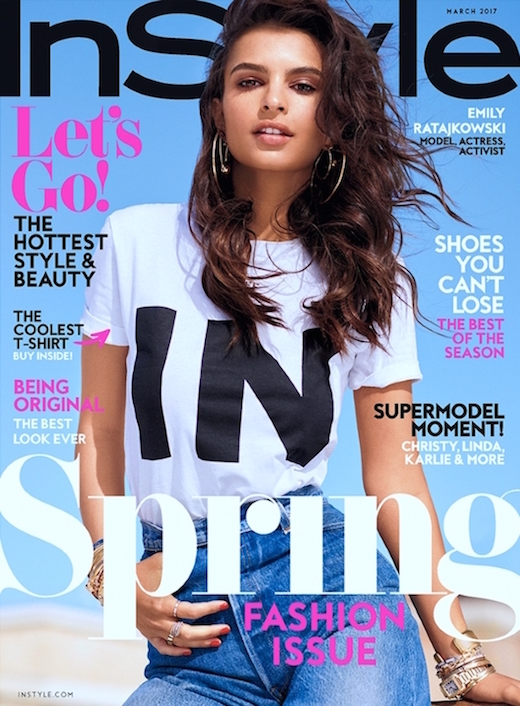 InStyle
MARCH 2017
Let's
Go!
THE
HOTTEST
STYLE &
BEAUTY
THE
COOLEST
T-SHIRT
BUY INSIDE!
BEING
ORIGINAL
THE BEST
LOOK EVER
EMILY
RATAJKOWSKI
MODEL, ACTRESS,
ACTIVIST
SHOES
YOU
CAN'T
LOSE
THE BEST
OF THE
SEASON
SUPERMODEL
MOMENT!
CHRISTY, LINDA,
KARLIE & MORE
IN
Spring
FASHION
ISSUE
INSTYLE.COM